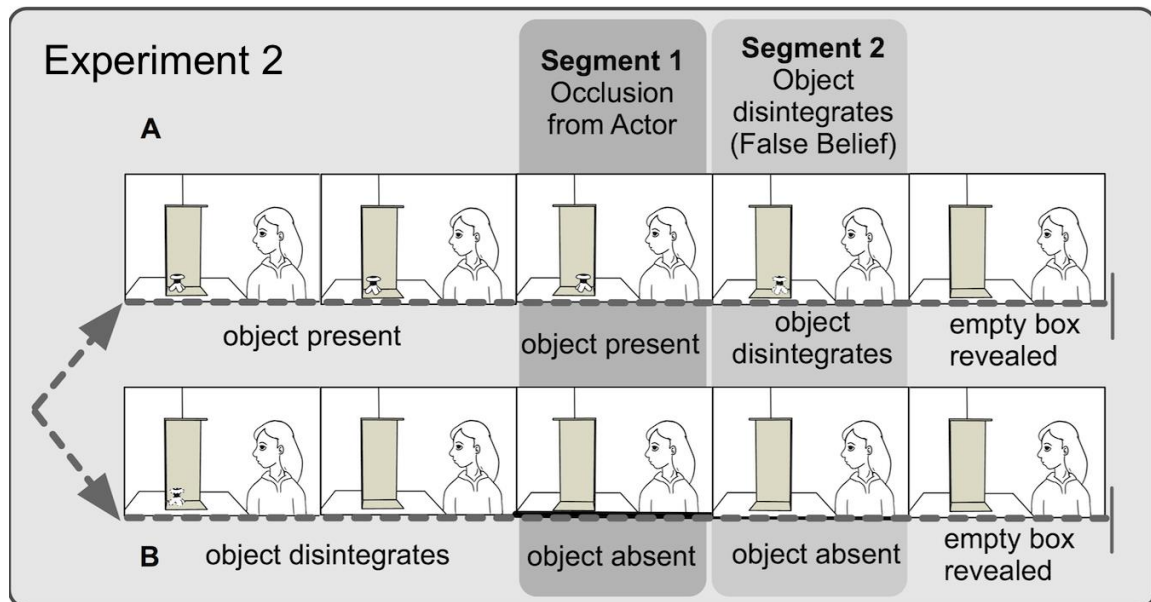 Experiment 2
Segment 1
Occlusion
from Actor
Segment 2
Object
disintegrates
(False Belief)
A
object present
object present
object
disintegrates
empty box
revealed
B
object disintegrates
object absent
object absent
empty box
revealed